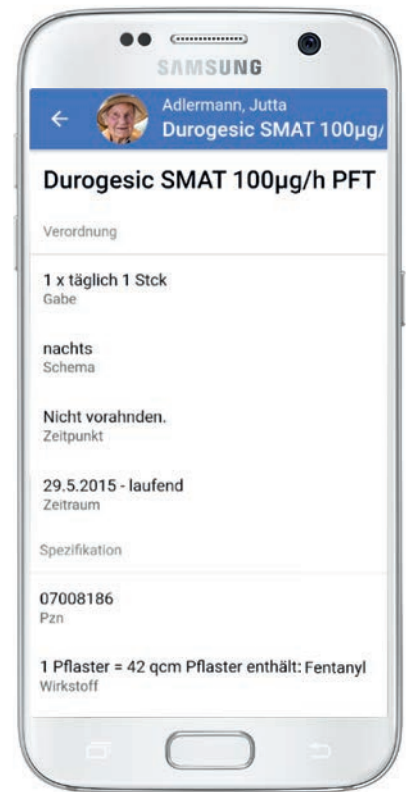 SAMSUNG
Adlermann, Jutta
Durogesic SMAT 100µg/
Durogesic SMAT 100µg/h PFT
Verordnung
1 x täglich 1 Stck
Gabe
nachts
Schema
Nicht vorahnden.
Zeitpunkt
29.5.2015 - laufend
Zeitraum
Spezifikation
07008186
Pzn
1 Pflaster = 42 qcm Pflaster enthält: Fentanyl
Wirkstoff